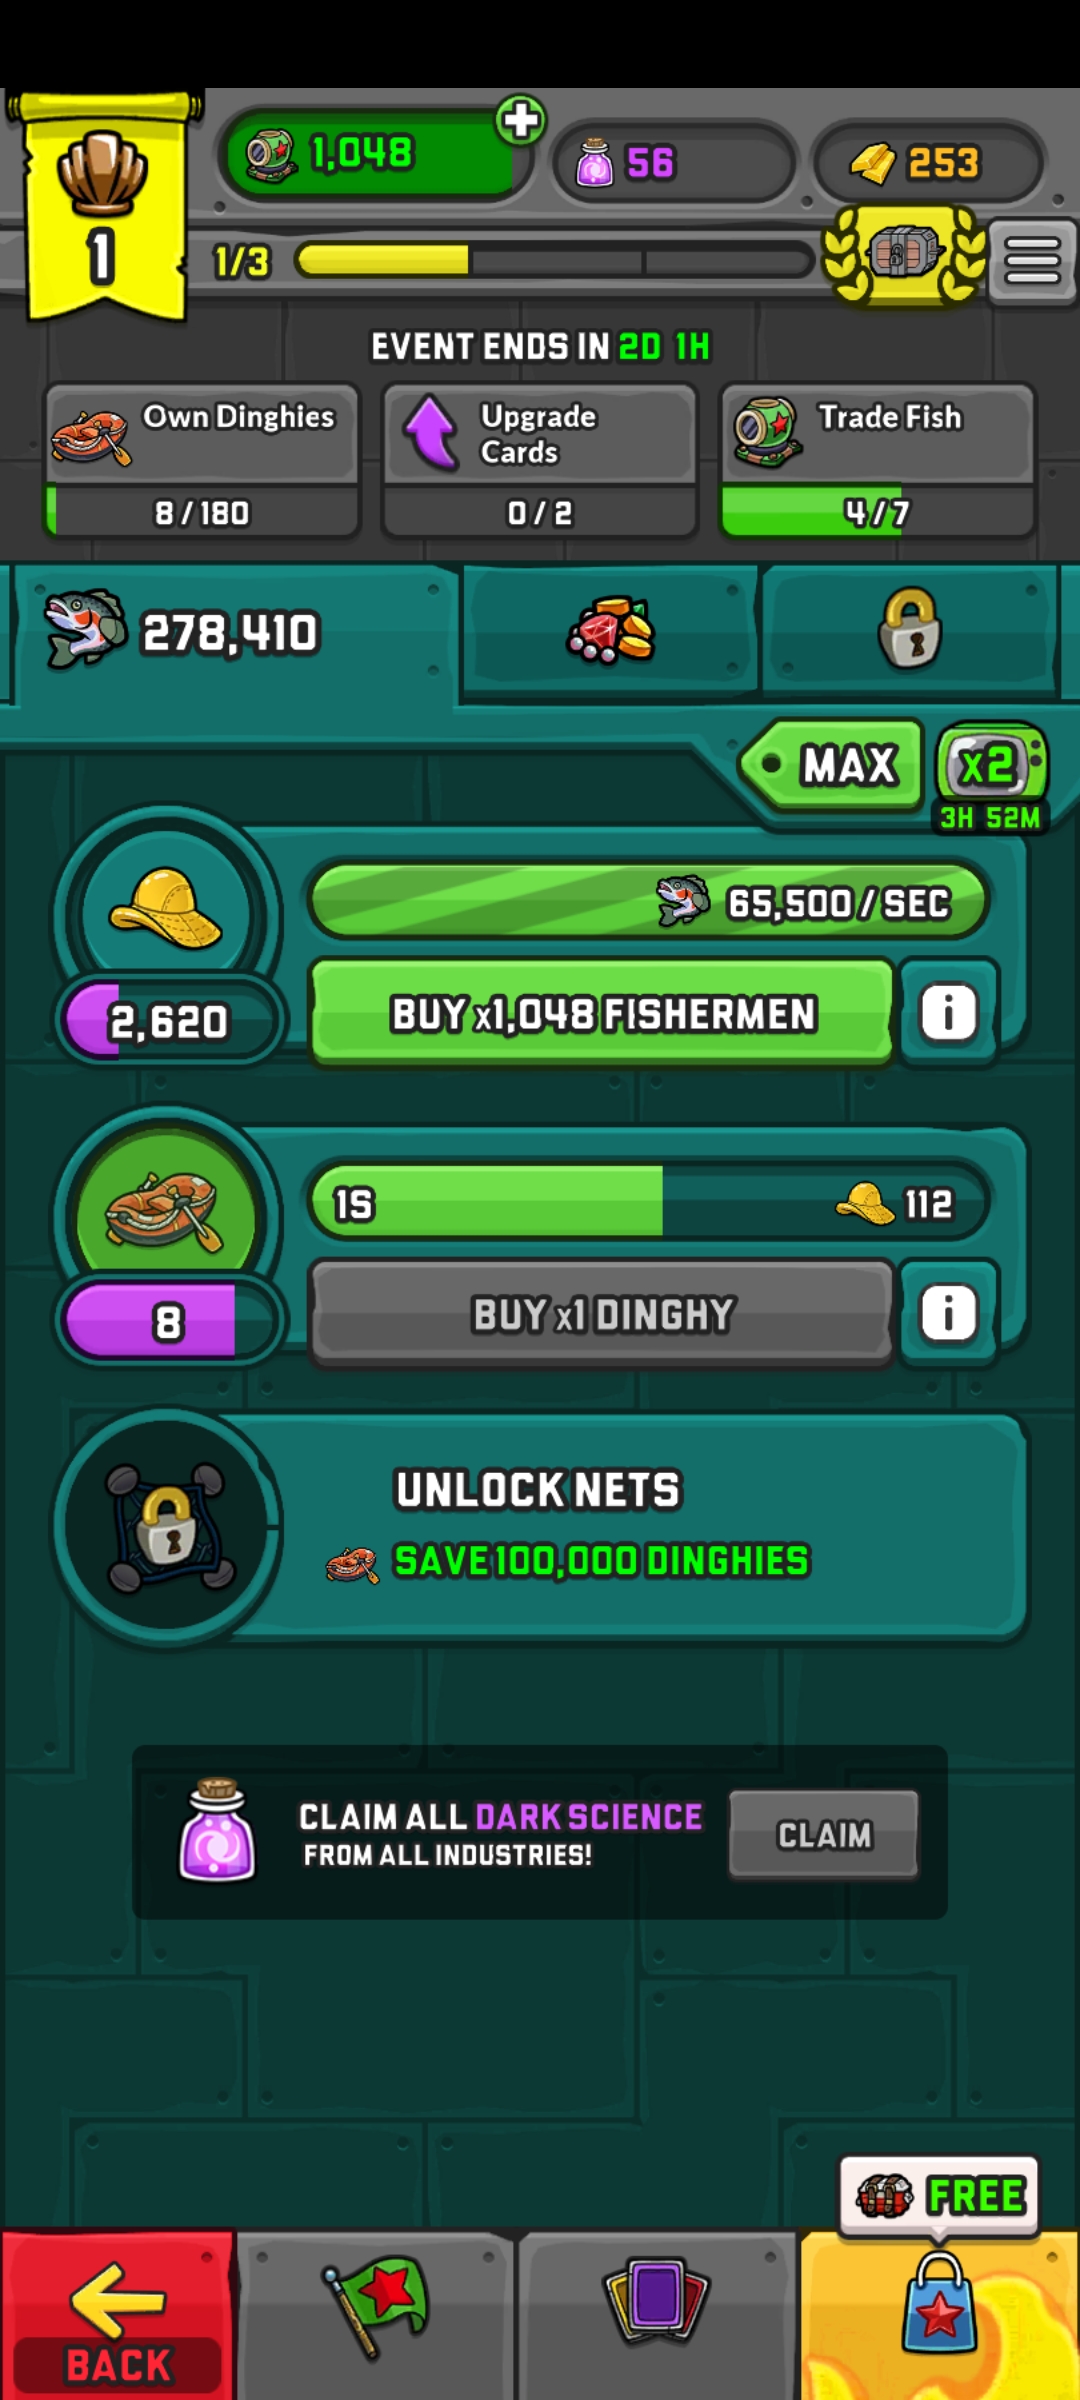 1,048
56
253
1
1/3
EVENT ENDS IN 2D 1H
Own Dinghies
8 / 180
Upgrade
Cards
0 / 2
Trade Fish
4 / 7
278,410
MAX
x2
3H 52M
65,500 / SEC
2,620
BUY x1,048 FISHERMEN
i
1S
112
8
BUY x1 DINGHY
i
UNLOCK NETS
SAVE 100,000 DINGHIES
CLAIM ALL DARK SCIENCE
FROM ALL INDUSTRIES!
CLAIM
FREE
BACK